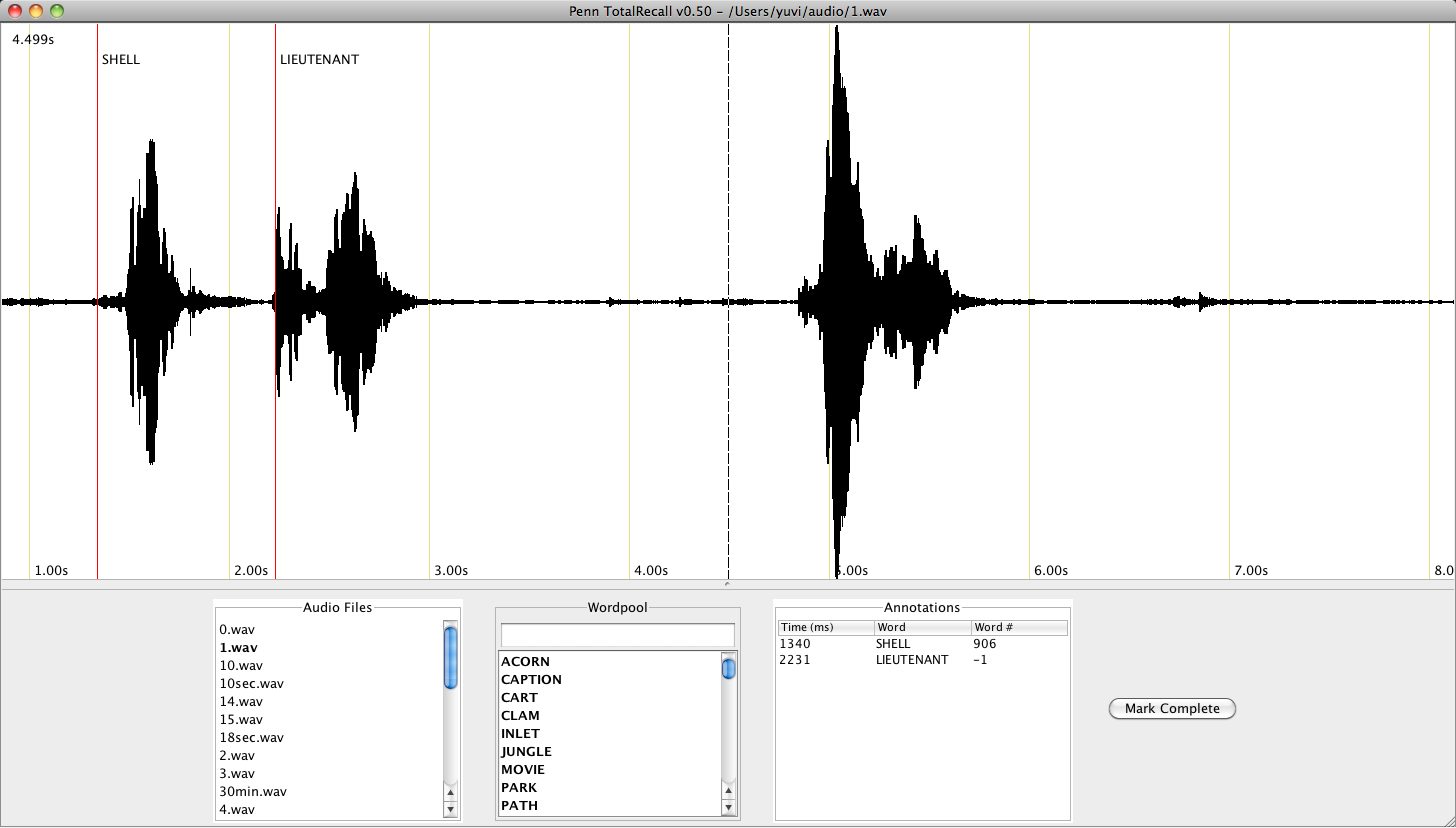 Penn TotalRecall v0.50 - /Users/yuvi/audio/1.wav
4.499s
SHELL
LIEUTENANT
1.00s
2.00s
3.00s
4.00s
5.00s
6.00s
7.00s
8.0
Audio Files
0.wav
1.wav
10.wav
10sec.wav
14.wav
15.wav
18sec.wav
2.wav
3.wav
30min.wav
4.wav
Wordpool
ACORN
CAPTION
CART
CLAM
INLET
JUNGLE
MOVIE
PARK
PATH
Annotations
Time (ms) Word Word #
1340 SHELL 906
2231 LIEUTENANT -1
Mark Complete